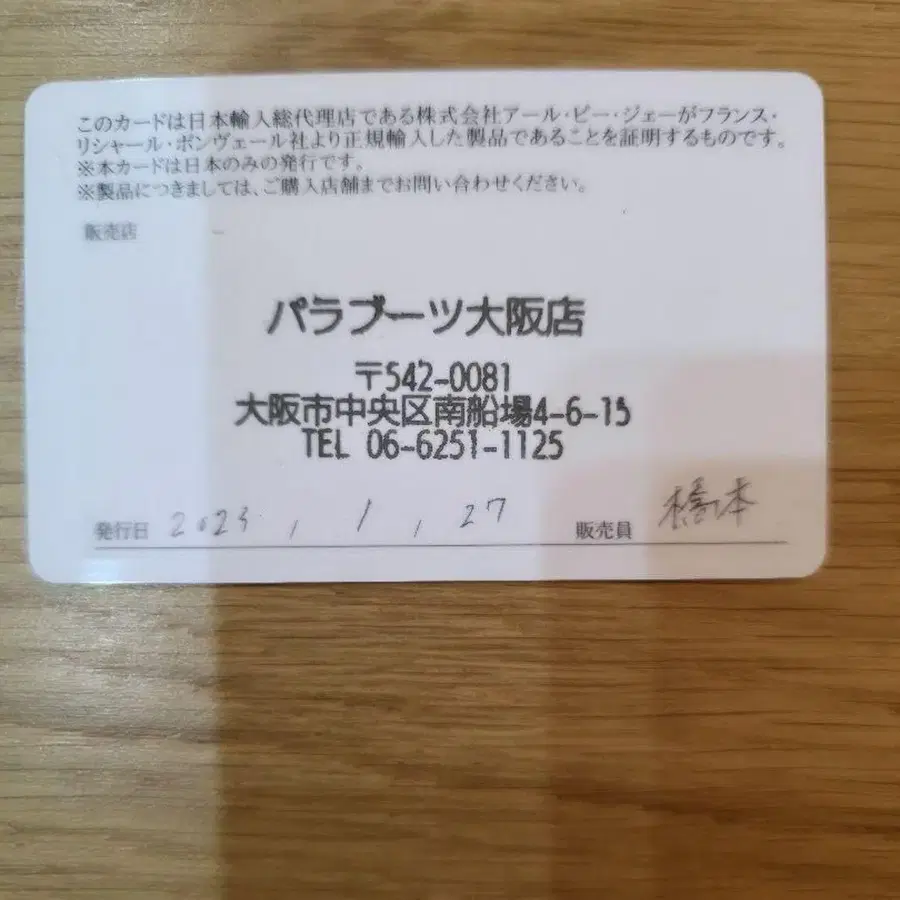 このカードは日本輸入総代理店である株式会社アール・ピー・ジェーがフランス・
リシャール・ポンヴェール社より正規輸入した製品であることを証明するものです。
※本カードは日本のみの発行です。
※製品につきましては、ご購入店舗までお問い合わせください。
販売店
パラブーツ大阪店
〒542-0081
大阪市中央区南船場4-6-15
TEL 06-6251-1125
発行日 2023 , 1 , 27 販売員 橋本